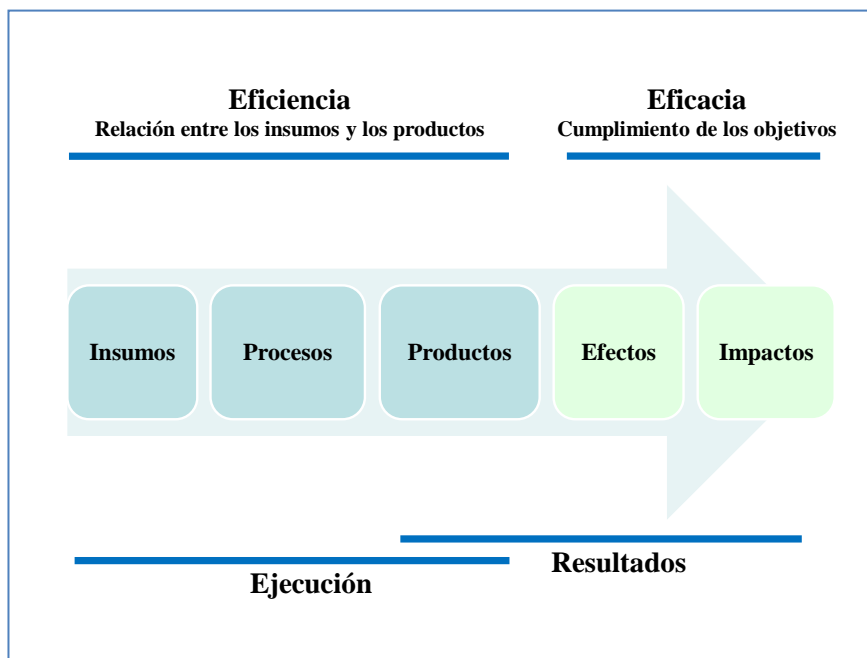 Eficiencia
Relación entre los insumos y los productos
Eficacia
Cumplimiento de los objetivos
Insumos
Procesos
Productos
Efectos
Impactos
Resultados
Ejecución